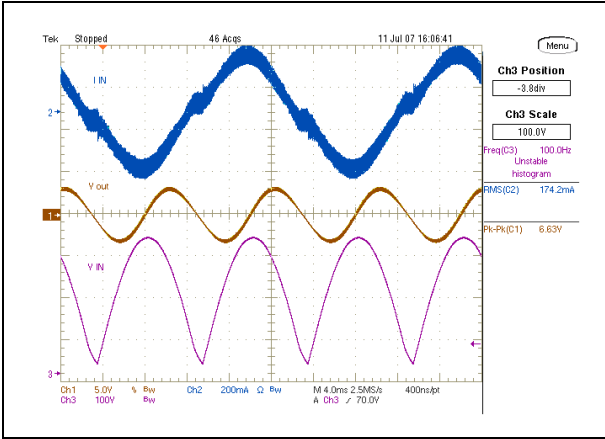 Tek Stopped 46 Acqs 11 Jul 07 16:06:41
Menu
Ch3 Position
-3.8div
Ch3 Scale
100.0V
Freq(C3) 100.0Hz
Unstable
histogram
RMS(C2) 174.2mA
Pk-Pk(C1) 6.63V
I IN
2
V out
1
V IN
3
Ch1 5.0V % Bw Ch2 200mA Ω Bw M 4.0ms 2.5MS/s 400ns/pt
Ch3 100V Bw A Ch3 / 70.0V